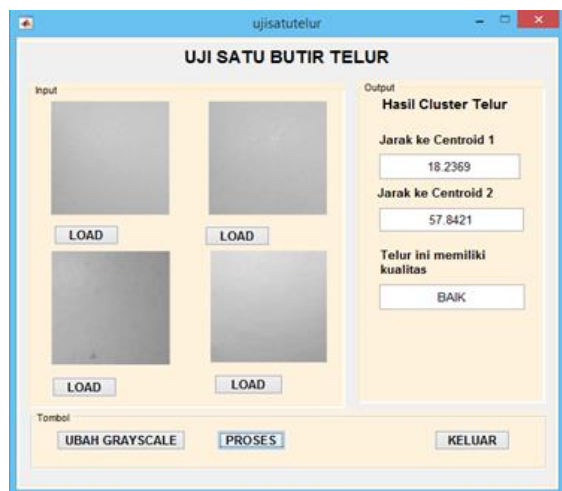 ujisatutelur
UJI SATU BUTIR TELUR
Input
LOAD
LOAD
LOAD
LOAD
Output
Hasil Cluster Telur
Jarak ke Centroid 1
18.2369
Jarak ke Centroid 2
57.8421
Telur ini memiliki
kualitas
BAIK
Tombol
UBAH GRAYSCALE
PROSES
KELUAR